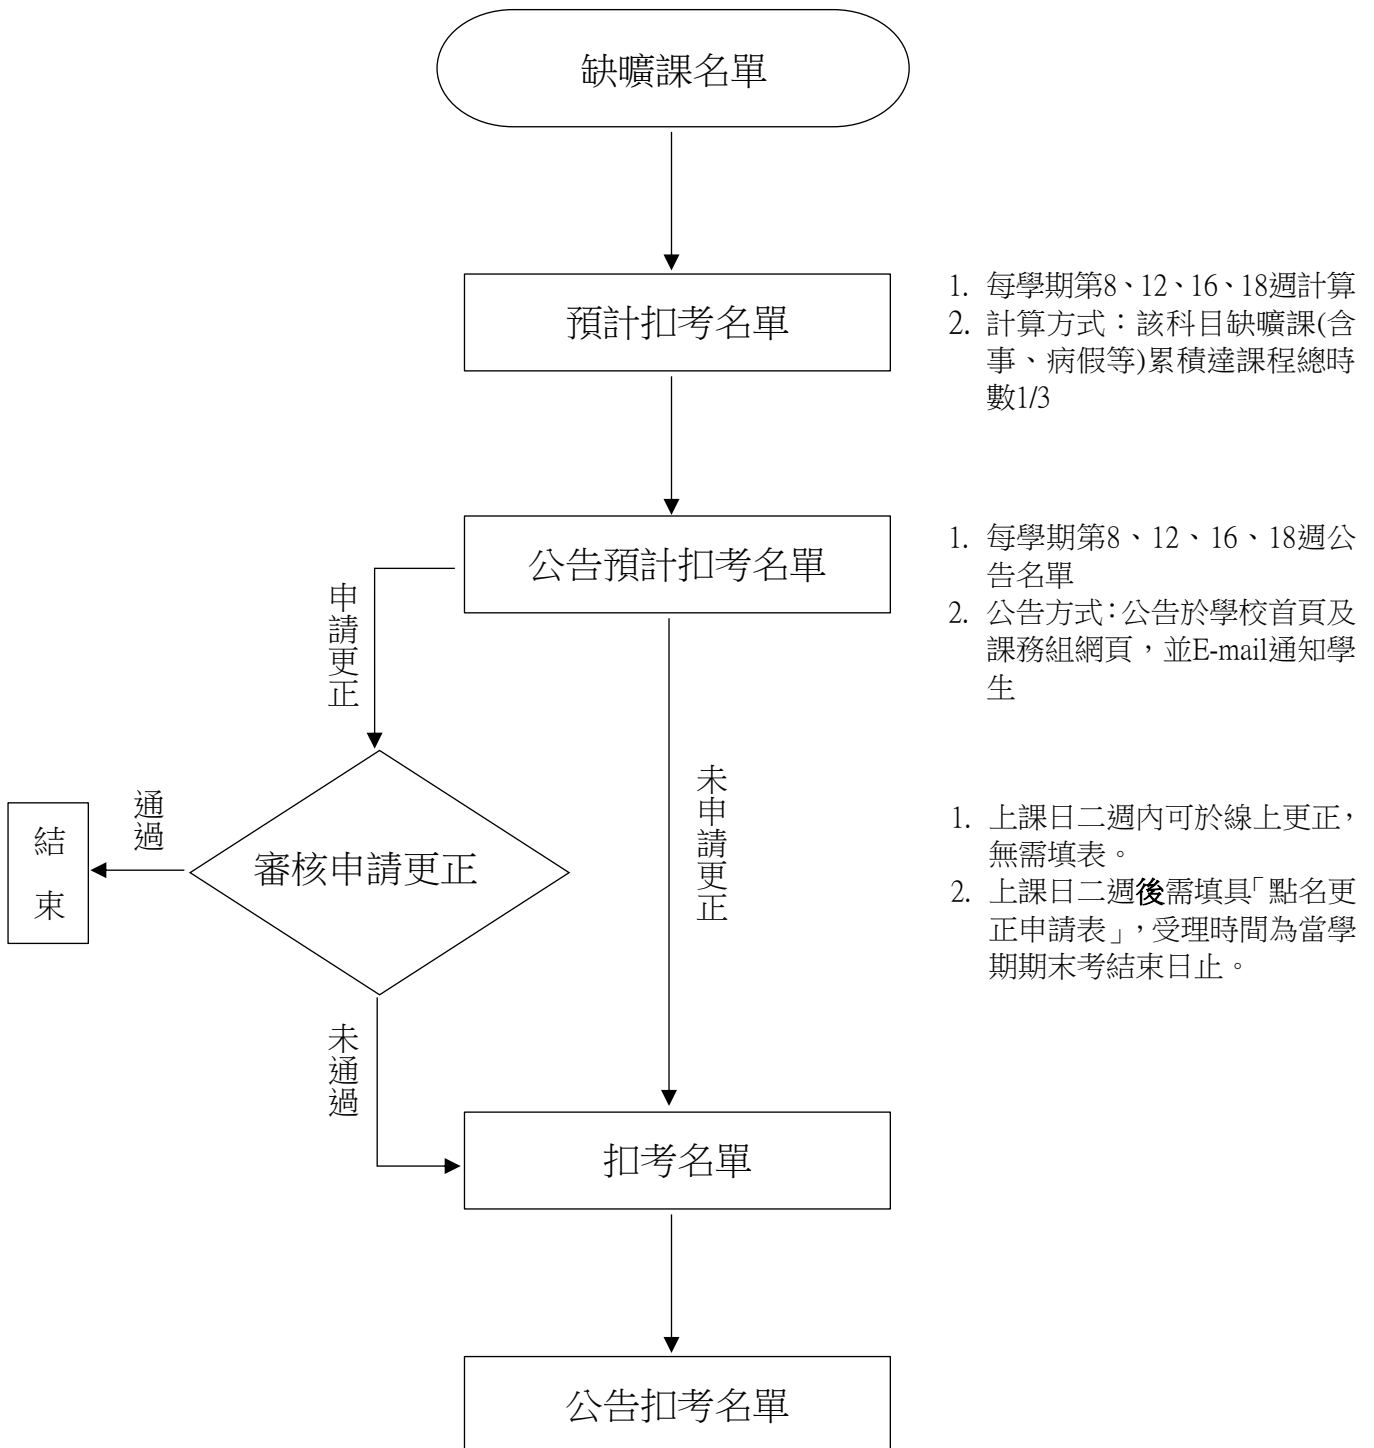 缺曠課名單
預計扣考名單
1. 每學期第8、12、16、18週計算
2. 計算方式：該科目缺曠課(含
事、病假等)累積達課程總時
數1/3
公告預計扣考名單
1. 每學期第8、12、16、18週公
告名單
2. 公告方式：公告於學校首頁及
課務組網頁，並E-mail通知學
生
申請更正
未申請更正
審核申請更正
通過
結
束
1. 上課日二週內可於線上更正，
無需填表。
2. 上課日二週後需填具「點名更
正申請表」，受理時間為當學
期期末考結束日止。
未通過
扣考名單
公告扣考名單